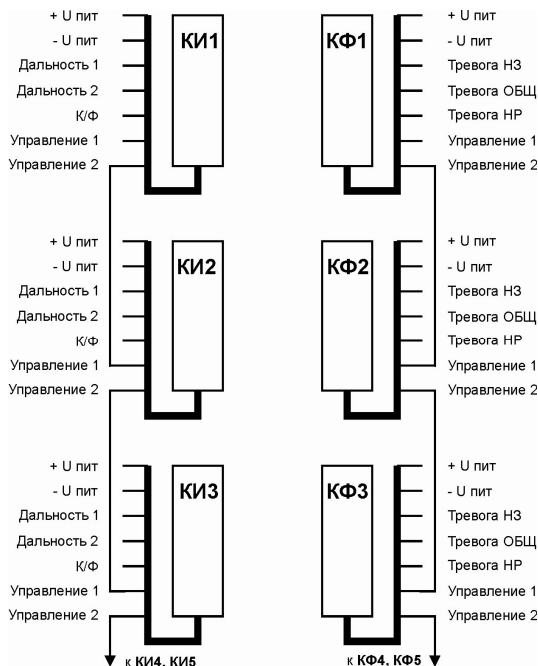 + U пит
- U пит
Дальность 1
Дальность 2
К/Ф
Управление 1
Управление 2
КИ1
КФ1
+ U пит
- U пит
Тревога НЗ
Тревога ОБЩ
Тревога НР
Управление 1
Управление 2
+ U пит
- U пит
Дальность 1
Дальность 2
К/Ф
Управление 1
Управление 2
КИ2
КФ2
+ U пит
- U пит
Тревога НЗ
Тревога ОБЩ
Тревога НР
Управление 1
Управление 2
+ U пит
- U пит
Дальность 1
Дальность 2
К/Ф
Управление 1
Управление 2
КИ3
КФ3
+ U пит
- U пит
Тревога НЗ
Тревога ОБЩ
Тревога НР
Управление 1
Управление 2
к КИ4, КИ5
к КФ4, КФ5